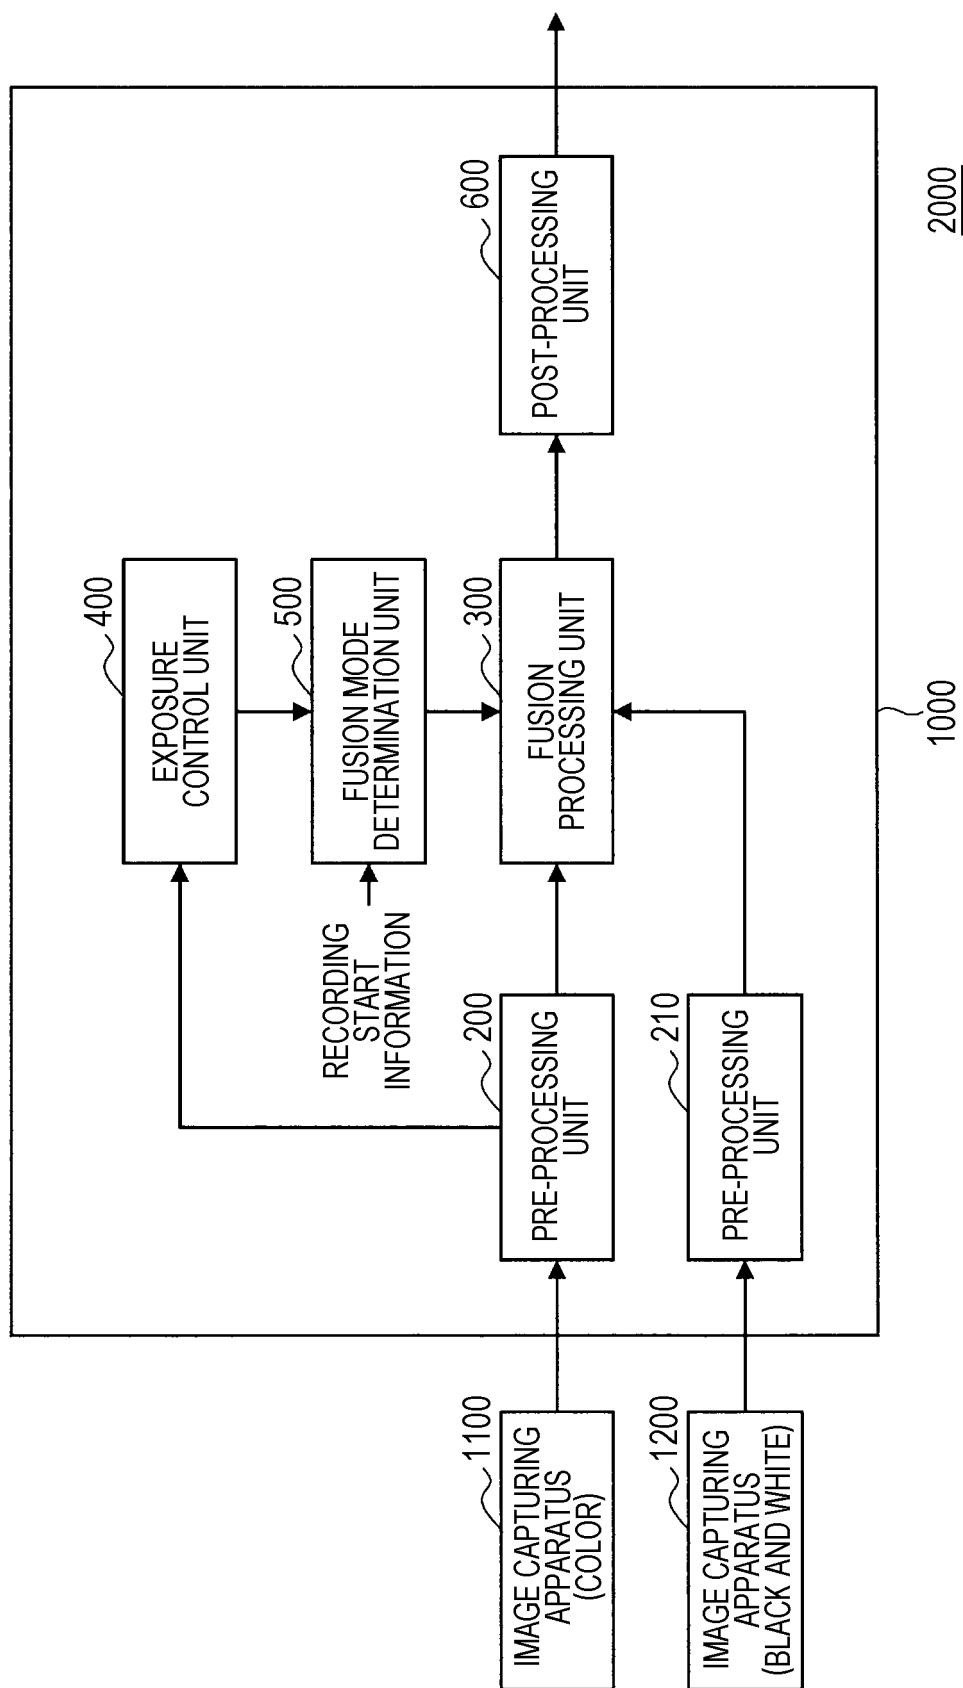 400
EXPOSURE
CONTROL UNIT
500
FUSION MODE
DETERMINATION UNIT
RECORDING
START
INFORMATION
1100
IMAGE CAPTURING
APPARATUS
(COLOR)
200
PRE-PROCESSING
UNIT
300
FUSION
PROCESSING UNIT
600
POST-PROCESSING
UNIT
1200
IMAGE CAPTURING
APPARATUS
(BLACK AND WHITE)
210
PRE-PROCESSING
UNIT
1000
2000